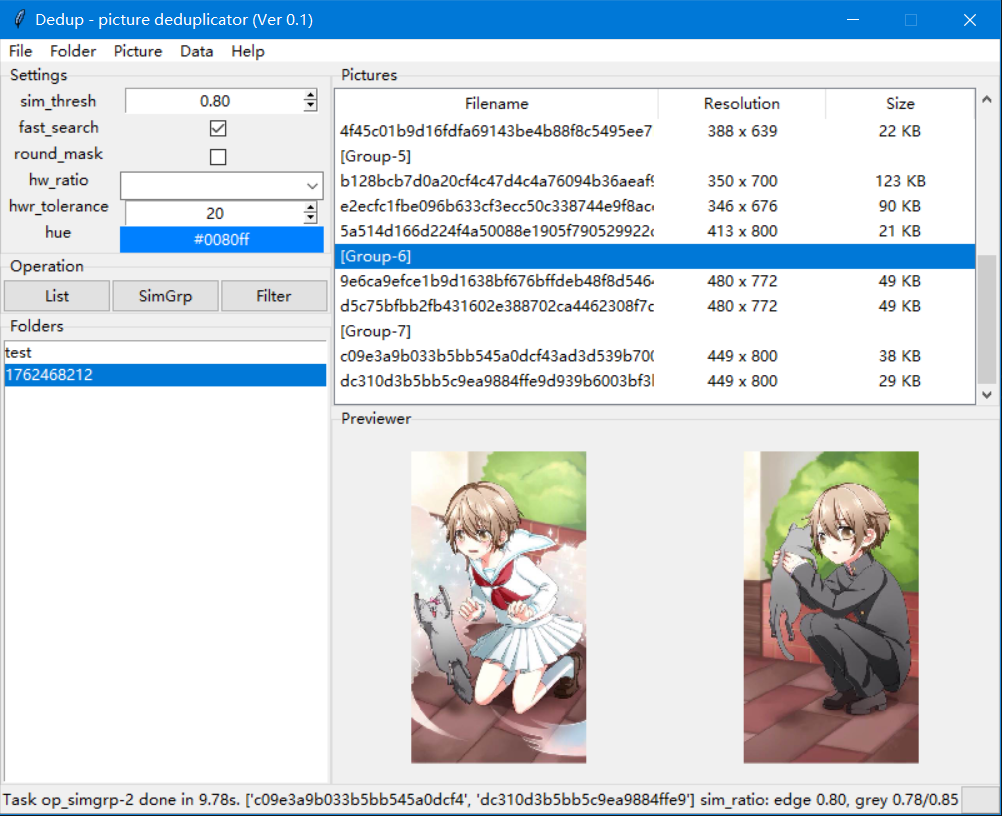 Dedup - picture deduplicator (Ver 0.1)
File Folder Picture Data Help
Settings
sim_thresh 0.80
fast_search
round_mask
hw_ratio
hwr_tolerance 20
hue #0080ff
Operation
List SimGrp Filter
Folders
test
1762468212
Pictures
Filename Resolution Size
4f45c01b9d16fdfa69143be4b88f8c5495ee7 388 x 639 22 KB
[Group-5]
b128bcb7d0a20cf4c47d4c4a76094b36aeaf9 350 x 700 123 KB
e2ecfc1fbe096b633cf3ecc50c338744e9f8ac 346 x 676 90 KB
5a514d166d224f4a50088e1905f790529922 413 x 800 21 KB
[Group-6]
9e6ca9efce1b9d1638bf676bffdeb48f8d546 480 x 772 49 KB
d5c75bfbb2fb431602e388702ca4462308f7c 480 x 772 49 KB
[Group-7]
c09e3a9b033b5bb545a0dcf43ad3d539b700 449 x 800 38 KB
dc310d3b5bb5c9ea9884ffe9d939b6003bf3 449 x 800 29 KB
Previewer
Task op_simgrp-2 done in 9.78s. ['c09e3a9b033b5bb545a0dcf4', 'dc310d3b5bb5c9ea9884ffe9'] sim_ratio: edge 0.80, grey 0.78/0.85